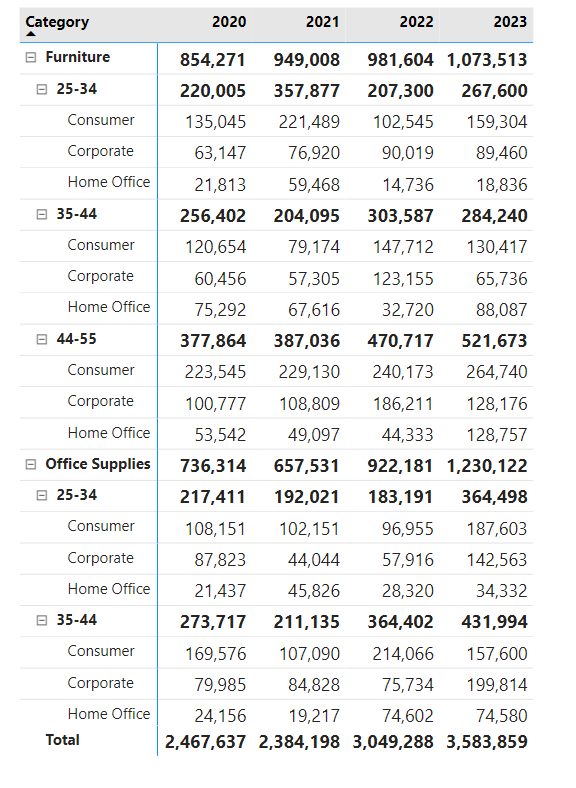 Category 2020 2021 2022 2023
Furniture 854,271 949,008 981,604 1,073,513
25-34 220,005 357,877 207,300 267,600
Consumer 135,045 221,489 102,545 159,304
Corporate 63,147 76,920 90,019 89,460
Home Office 21,813 59,468 14,736 18,836
35-44 256,402 204,095 303,587 284,240
Consumer 120,654 79,174 147,712 130,417
Corporate 60,456 57,305 123,155 65,736
Home Office 75,292 67,616 32,720 88,087
44-55 377,864 387,036 470,717 521,673
Consumer 223,545 229,130 240,173 264,740
Corporate 100,777 108,809 186,211 128,176
Home Office 53,542 49,097 44,333 128,757
Office Supplies 736,314 657,531 922,181 1,230,122
25-34 217,411 192,021 183,191 364,498
Consumer 108,151 102,151 96,955 187,603
Corporate 87,823 44,044 57,916 142,563
Home Office 21,437 45,826 28,320 34,332
35-44 273,717 211,135 364,402 431,994
Consumer 169,576 107,090 214,066 157,600
Corporate 79,985 84,828 75,734 199,814
Home Office 24,156 19,217 74,602 74,580
Total 2,467,637 2,384,198 3,049,288 3,583,859